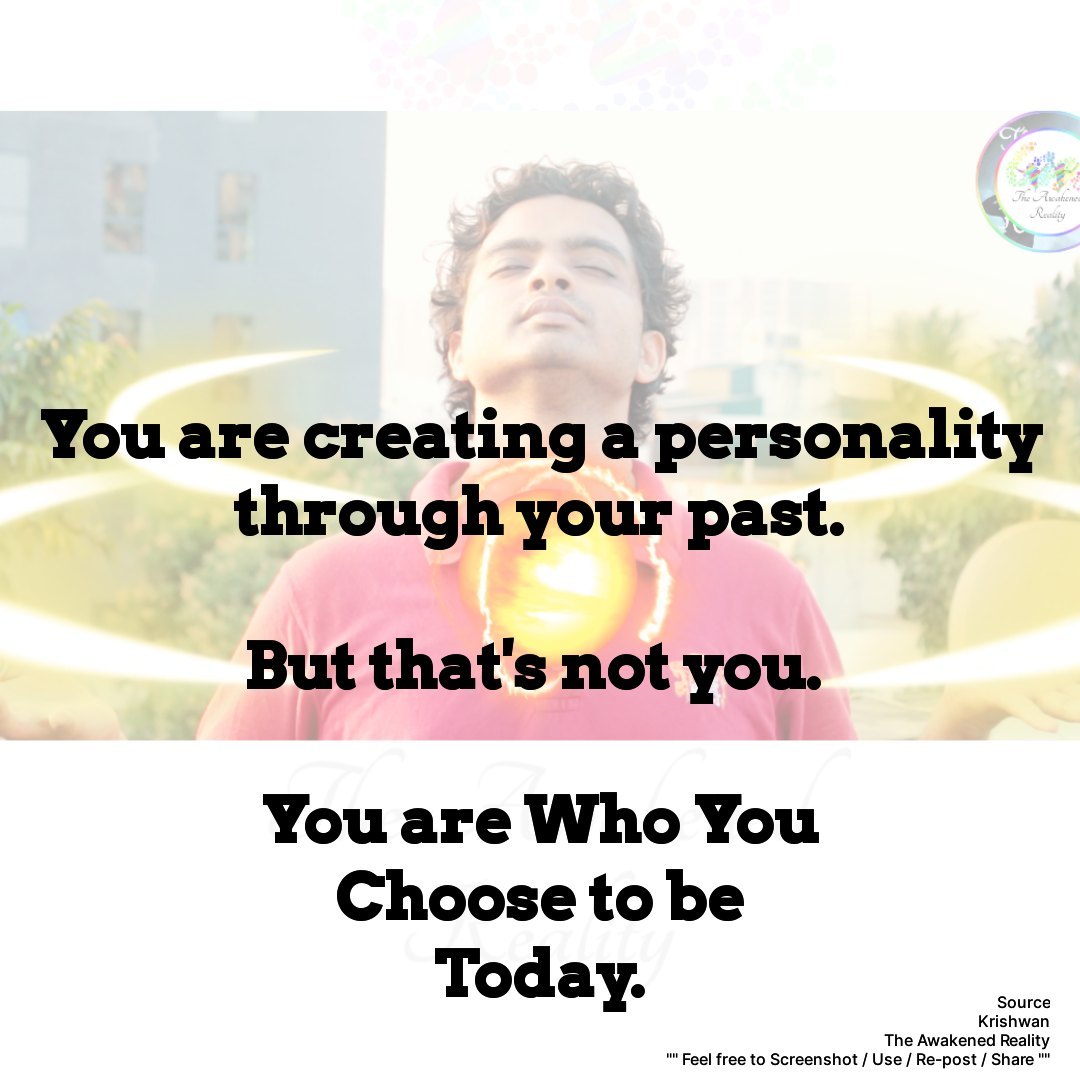 The Awakened
Reality
You are creating a personality
through your past.
But that's not you.
You are Who You
Choose to be
Today.
Source
Krishwan
The Awakened Reality
"" Feel free to Screenshot / Use / Re-post / Share ""